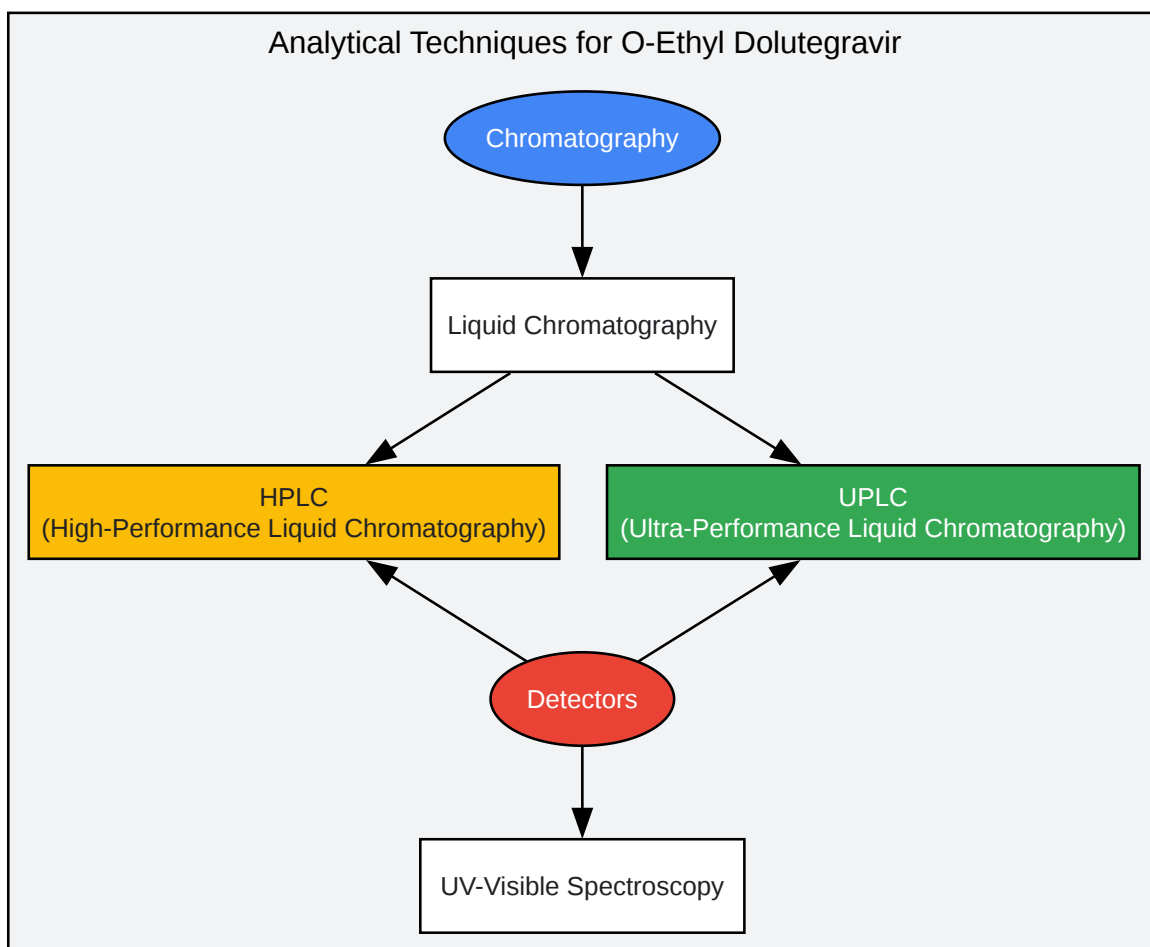 Analytical Techniques for O-Ethyl Dolutegravir
Chromatography
Liquid Chromatography
HPLC
(High-Performance Liquid Chromatography)
UPLC
(Ultra-Performance Liquid Chromatography)
Detectors
UV-Visible Spectroscopy